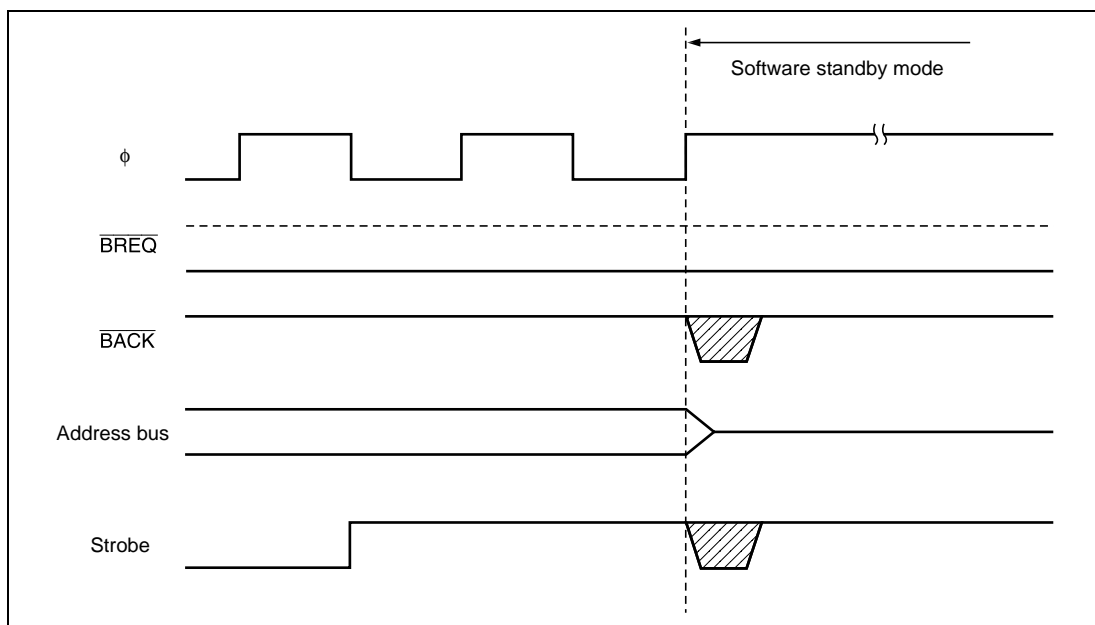 Software standby mode
φ
BREQ
BACK
Address bus
Strobe